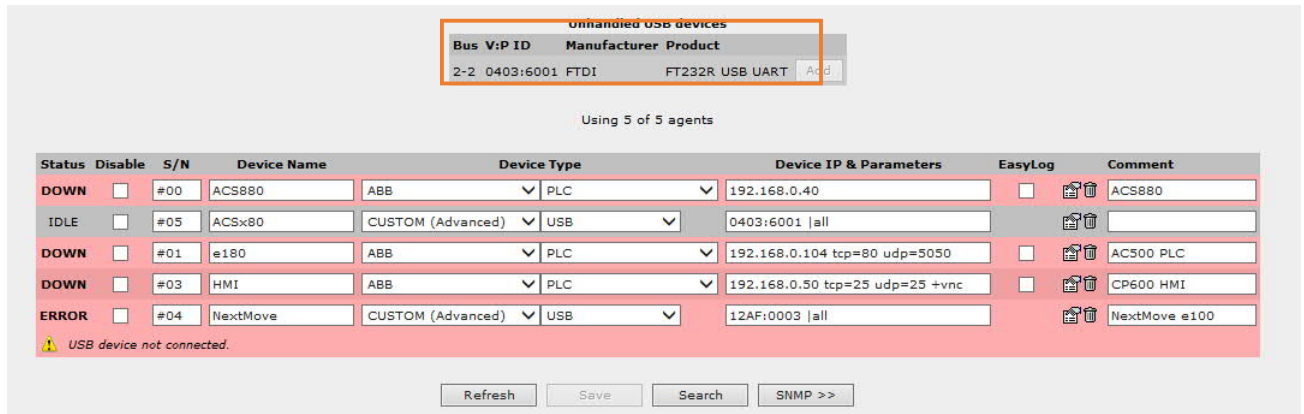 Unhandled USB devices
Bus V:P ID Manufacturer Product
2-2 0403:6001 FTDI FT232R USB UART Add
Using 5 of 5 agents
Status Disable S/N Device Name Device Type Device IP & Parameters EasyLog Comment
DOWN #00 ACS880 ABB PLC 192.168.0.40 ACS880
IDLE #05 ACSx80 CUSTOM (Advanced) USB 0403:6001 |all
DOWN #01 e180 ABB PLC 192.168.0.104 tcp=80 udp=5050 AC500 PLC
DOWN #03 HMI ABB PLC 192.168.0.50 tcp=25 udp=25 +vnc CP600 HMI
ERROR #04 NextMove CUSTOM (Advanced) USB 12AF:0003 |all NextMove e100
USB device not connected.
Refresh Save Search SNMP >>